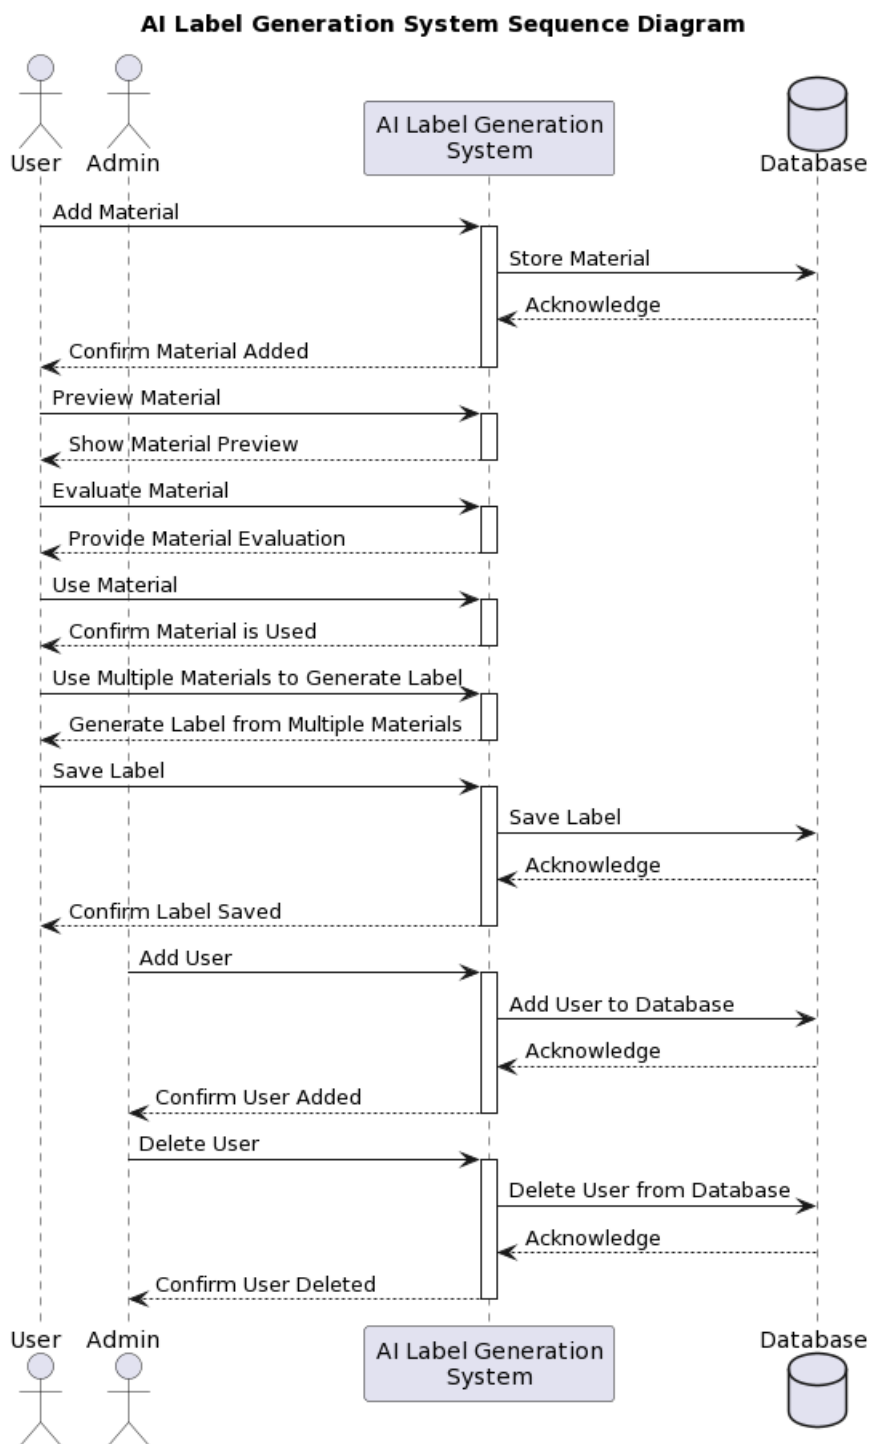 AI Label Generation System Sequence Diagram
User
Admin
AI Label Generation
System
Database
Add Material
Store Material
Acknowledge
Confirm Material Added
Preview Material
Show Material Preview
Evaluate Material
Provide Material Evaluation
Use Material
Confirm Material is Used
Use Multiple Materials to Generate Label
Generate Label from Multiple Materials
Save Label
Save Label
Acknowledge
Confirm Label Saved
Add User
Add User to Database
Acknowledge
Confirm User Added
Delete User
Delete User from Database
Acknowledge
Confirm User Deleted
User
Admin
AI Label Generation
System
Database